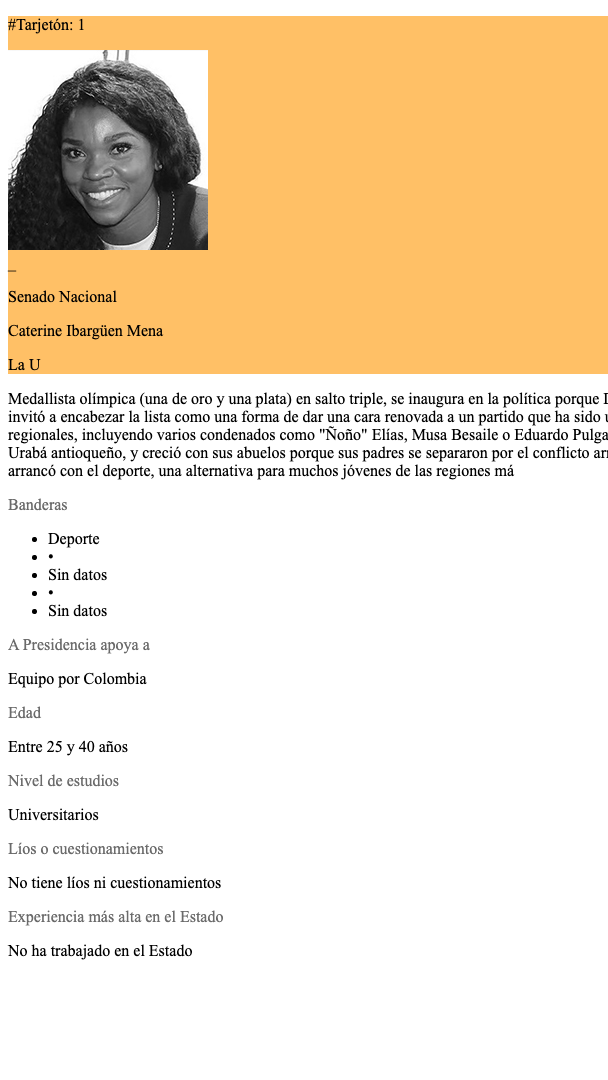 #Tarjetón: 1
_
Senado Nacional
Caterine Ibargüen Mena
La U
Medallista olímpica (una de oro y una plata) en salto triple, se inaugura en la política porque
invitó a encabezar la lista como una forma de dar una cara renovada a un partido que ha sido
regionales, incluyendo varios condenados como "Ñoño" Elías, Musa Besaile o Eduardo Pulga
Urabá antioqueño, y creció con sus abuelos porque sus padres se separaron por el conflicto
arrancó con el deporte, una alternativa para muchos jóvenes de las regiones má
Banderas
• Deporte
• •
• Sin datos
• •
• Sin datos
A Presidencia apoya a
Equipo por Colombia
Edad
Entre 25 y 40 años
Nivel de estudios
Universitarios
Líos o cuestionamientos
No tiene líos ni cuestionamientos
Experiencia más alta en el Estado
No ha trabajado en el Estado